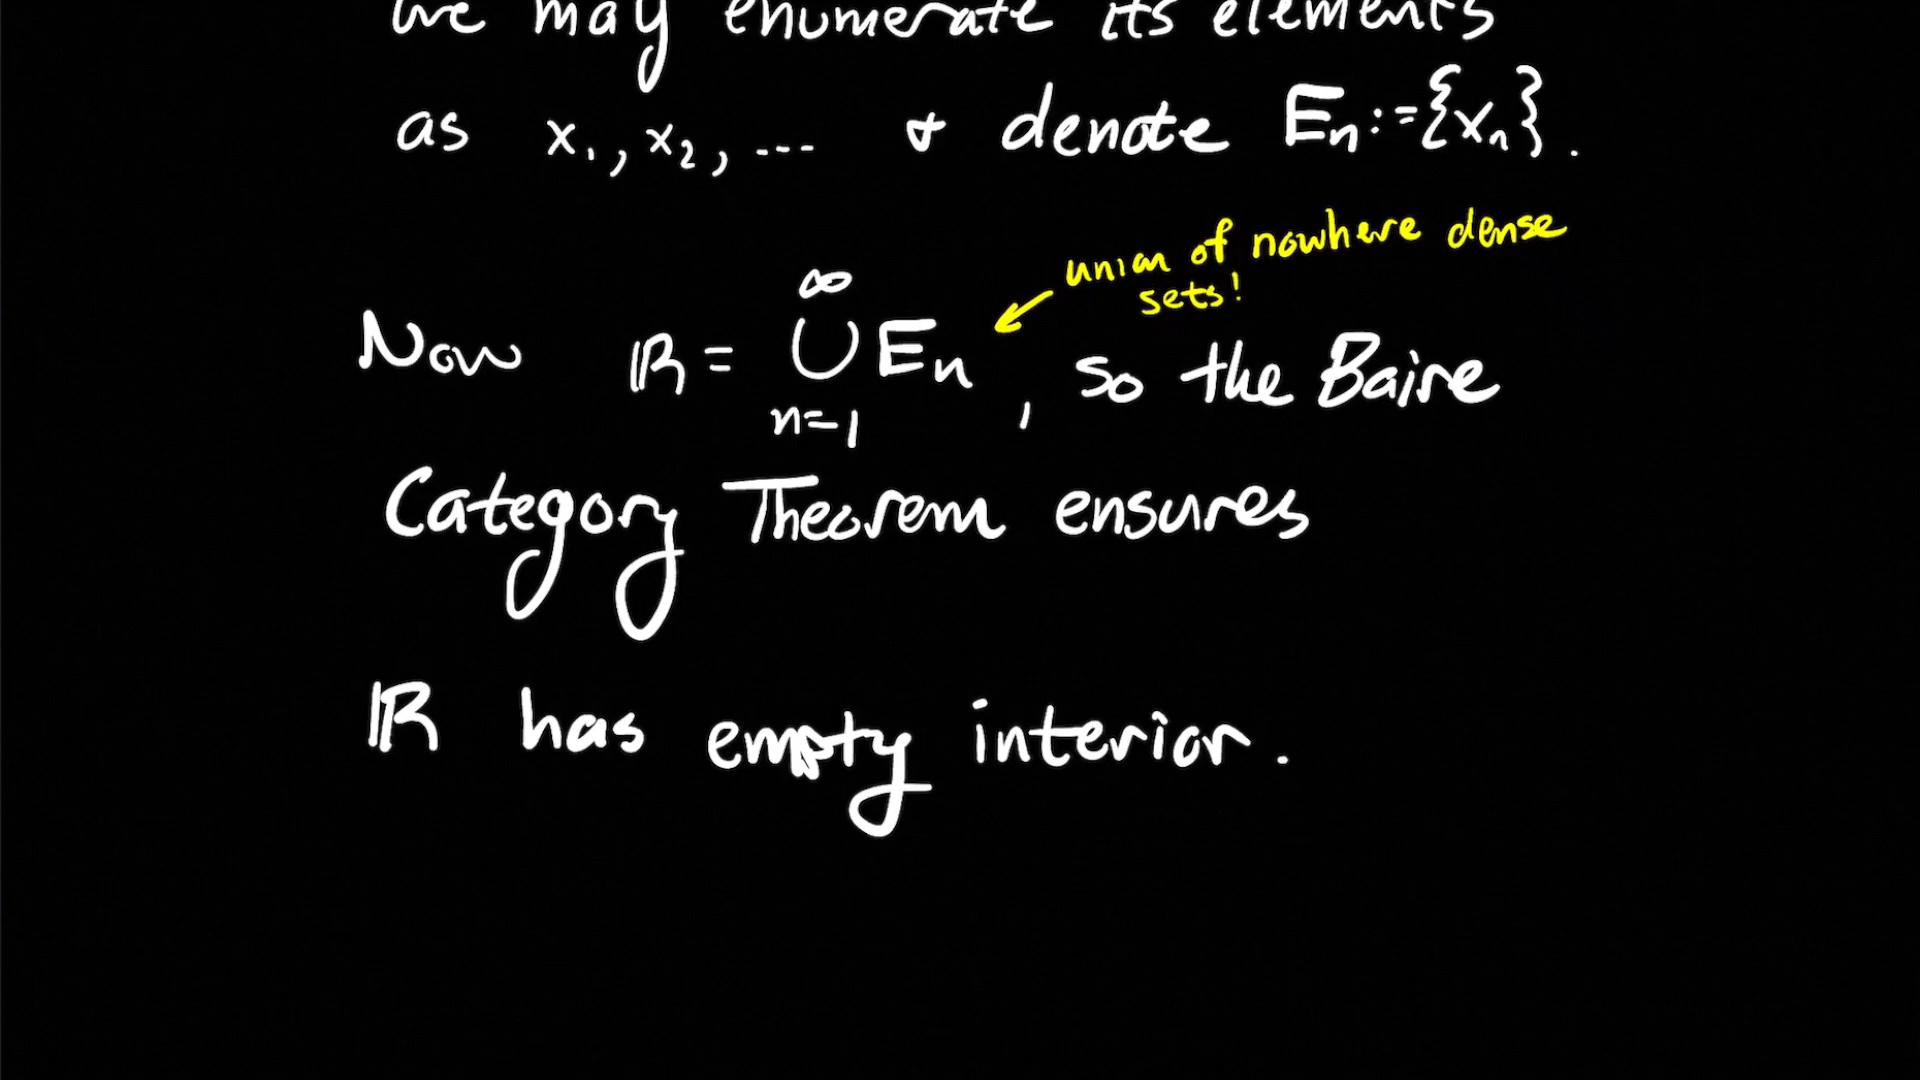 we may enumerate its elements
as x₁, x₂, --- & denote Eₙ:={xₙ}.
union of nowhere dense
sets!
∞
Now ℝ = ∪ Eₙ, so the Baire
n=1
Category Theorem ensures
ℝ has empty interior.